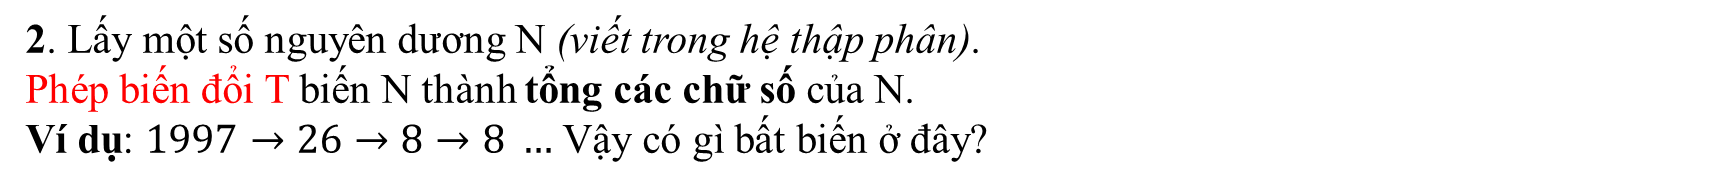 2. Lấy một số nguyên dương N (viết trong hệ thập phân).
Phép biến đổi T biến N thành tổng các chữ số của N.
Ví dụ: 1997 → 26 → 8 → 8 ... Vậy có gì bất biến ở đây?